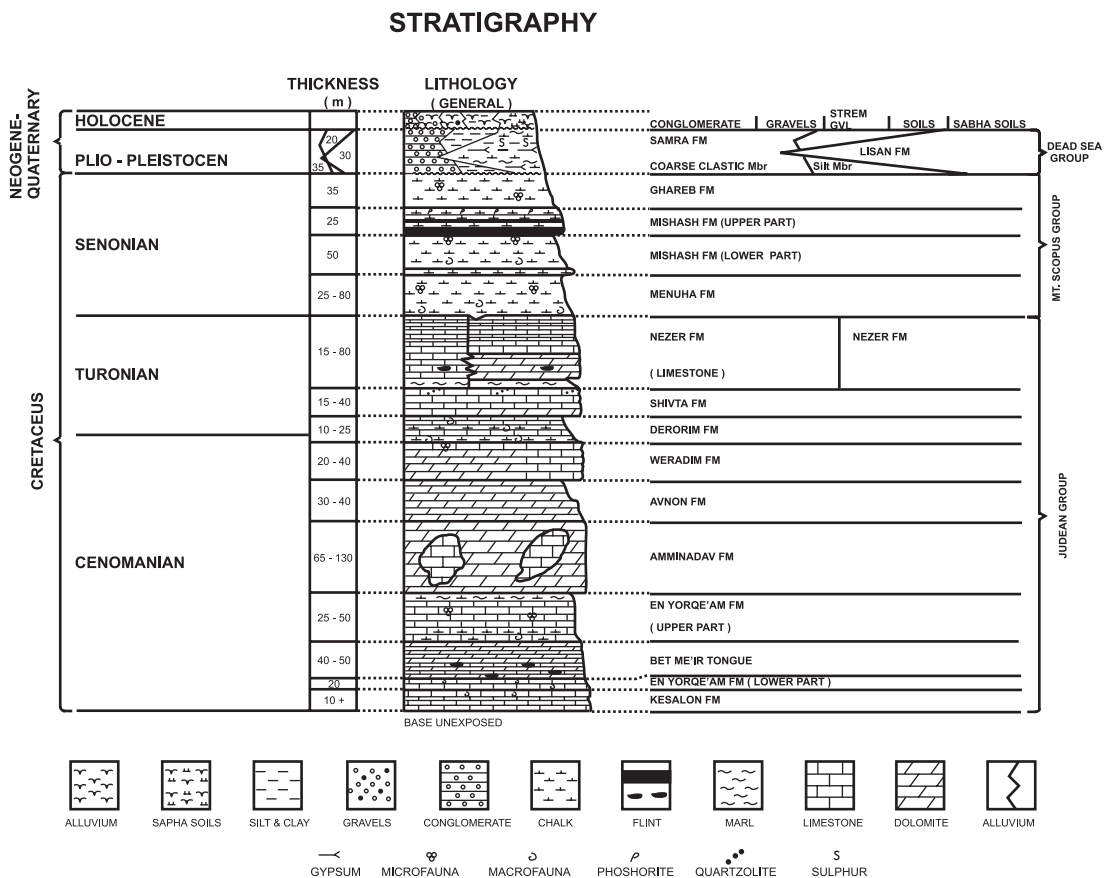 STRATIGRAPHY
THICKNESS
( m )
LITHOLOGY
( GENERAL )
NEOGENE-
QUATERNARY
CRETACEUS
HOLOCENE
PLIO - PLEISTOCEN
SENONIAN
TURONIAN
CENOMANIAN
20
30
35
35
25
50
25 - 80
15 - 80
15 - 40
10 - 25
20 - 40
30 - 40
65 - 130
25 - 50
40 - 50
20
10 +
S S
S
BASE UNEXPOSED
CONGLOMERATE GRAVELS STREM
GVL SOILS SABHA SOILS
SAMRA FM
LISAN FM
COARSE CLASTIC Mbr Silt Mbr
GHAREB FM
MISHASH FM (UPPER PART)
MISHASH FM (LOWER PART)
MENUHA FM
NEZER FM NEZER FM
( LIMESTONE )
SHIVTA FM
DERORIM FM
WERADIM FM
AVNON FM
AMMINADAV FM
EN YORQE'AM FM
( UPPER PART )
BET ME'IR TONGUE
EN YORQE'AM FM ( LOWER PART )
KESALON FM
DEAD SEA
GROUP
MT. SCOPUS GROUP
JUDEAN GROUP
ALLUVIUM SAPHA SOILS SILT & CLAY GRAVELS CONGLOMERATE CHALK FLINT MARL LIMESTONE DOLOMITE ALLUVIUM
S
GYPSUM MICROFAUNA MACROFAUNA PHOSHORITE QUARTZOLITE SULPHUR